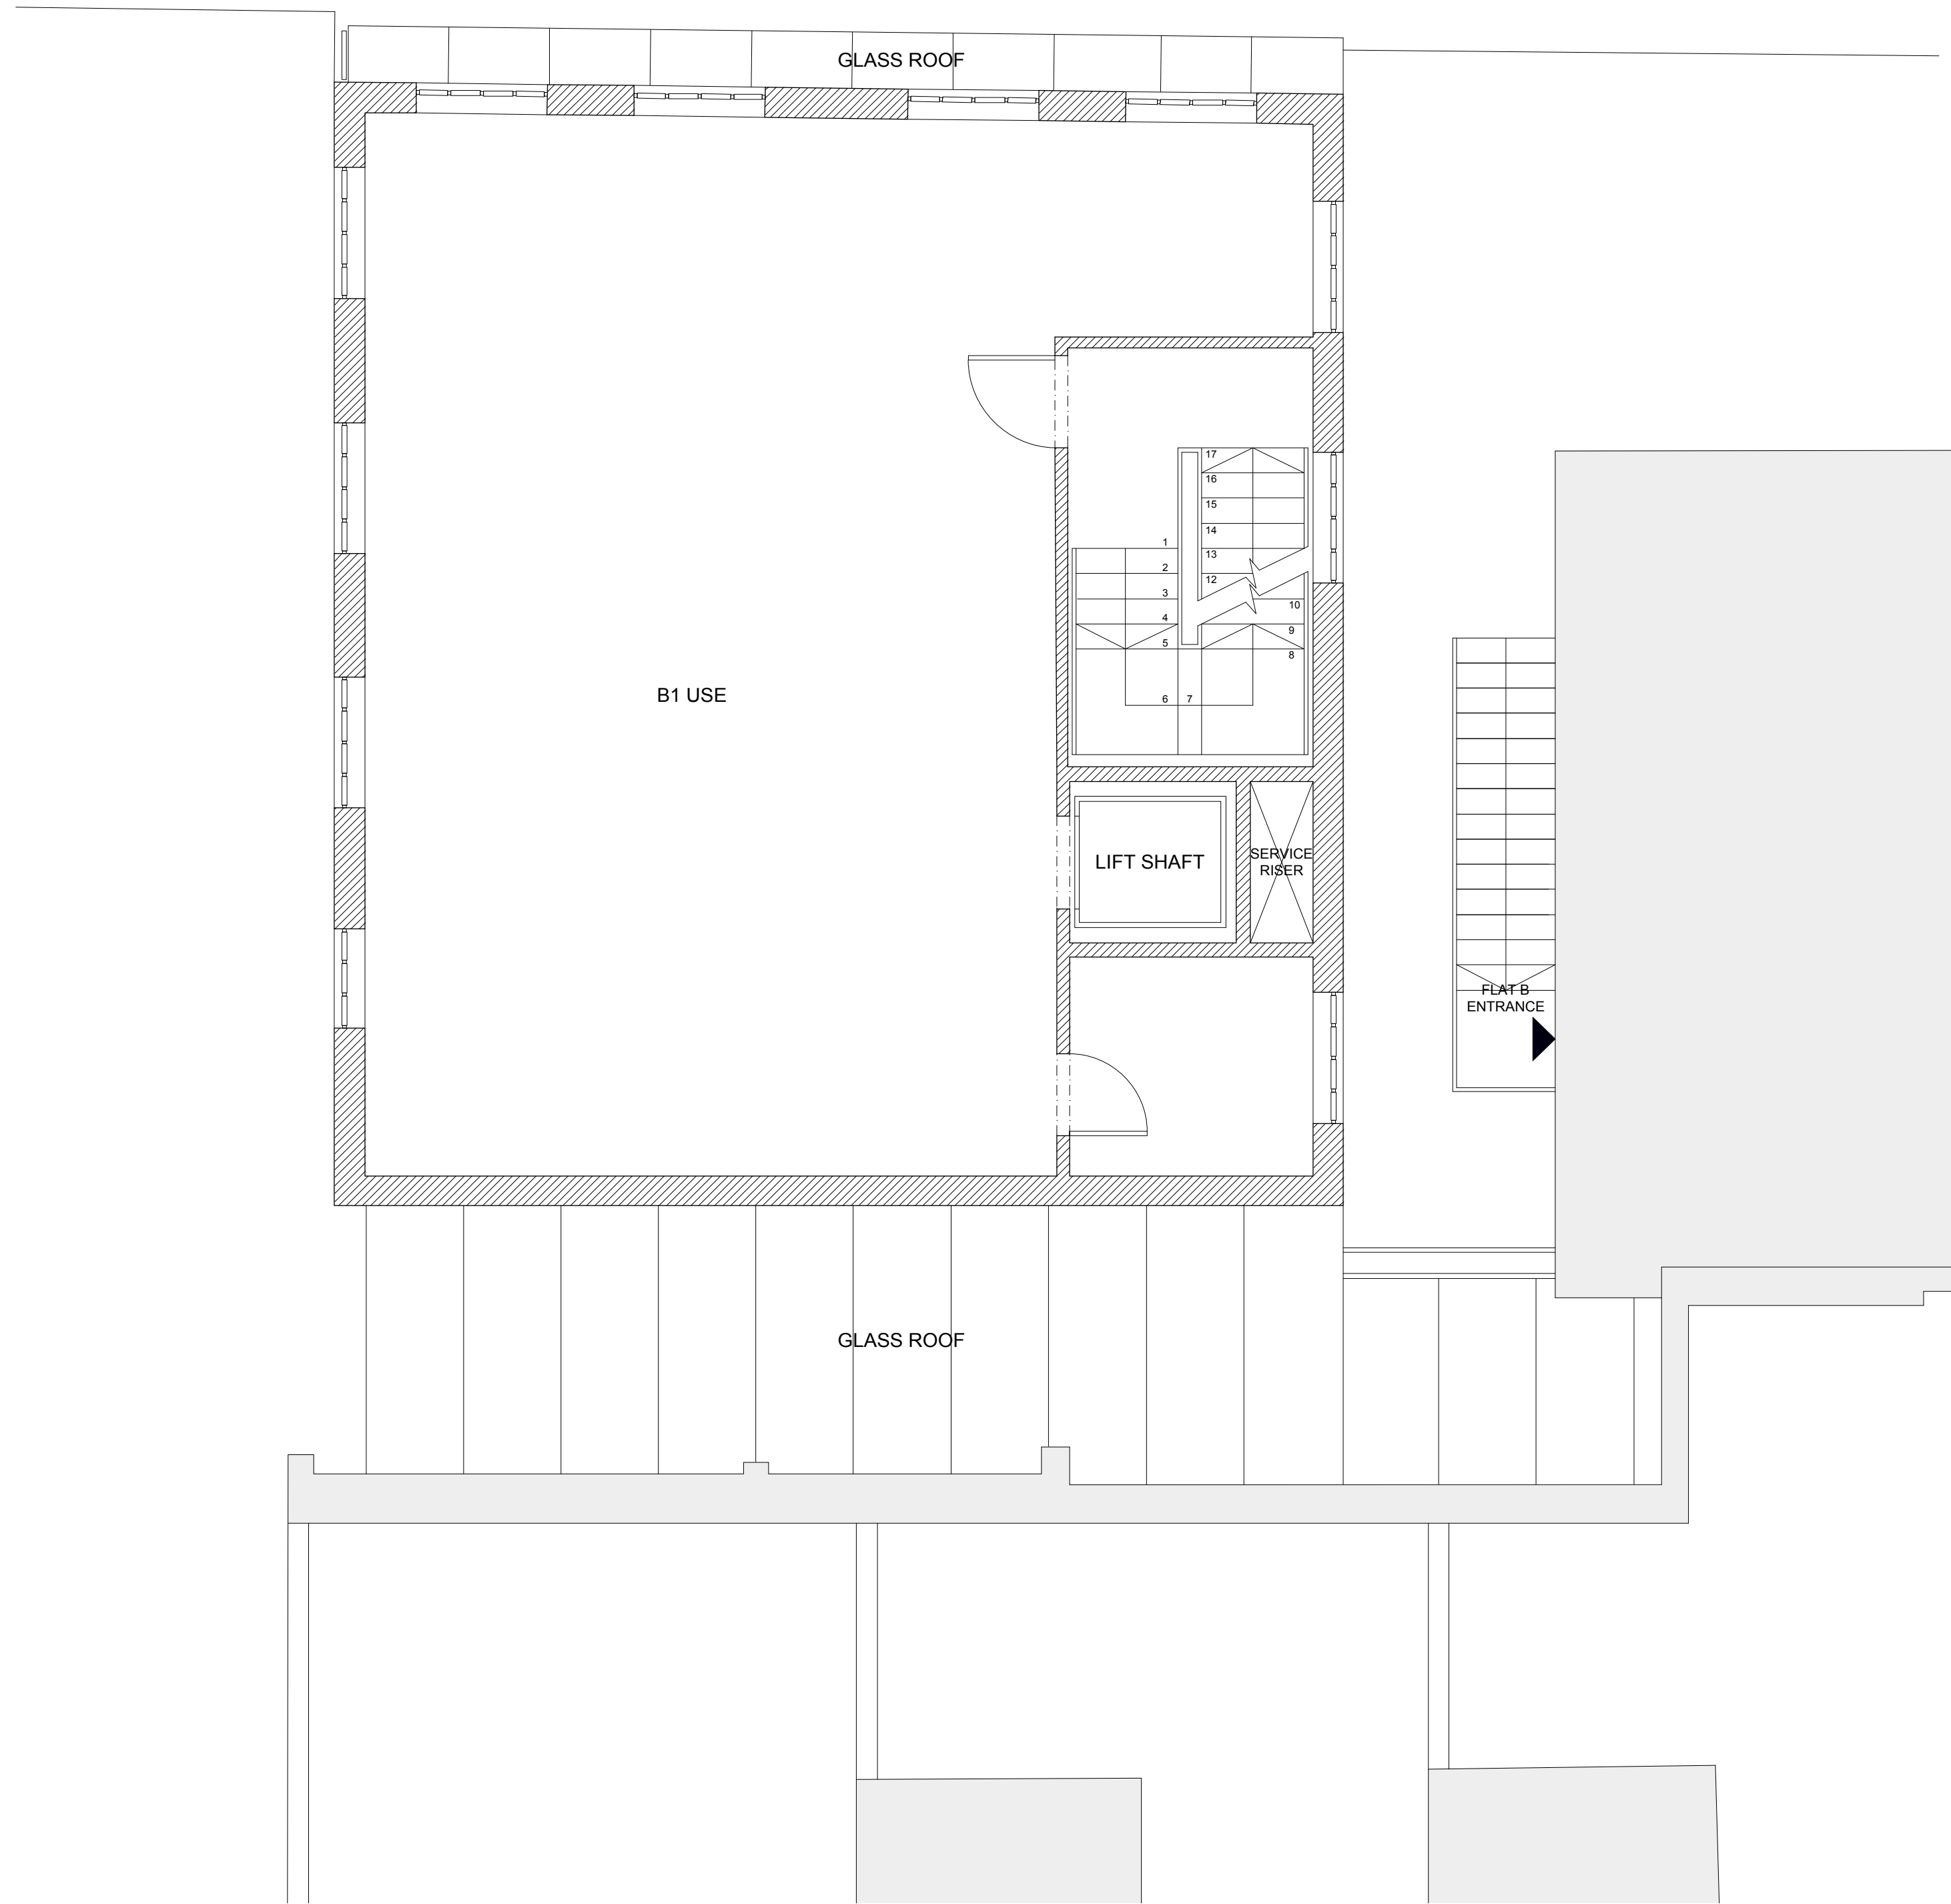 GLASS ROOF
17
16
15
14
1
13
2
12
3
10
4
9
5
8
6 7
B1 USE
LIFT SHAFT
SERVICE
RISER
FLAT B
ENTRANCE
GLASS ROOF